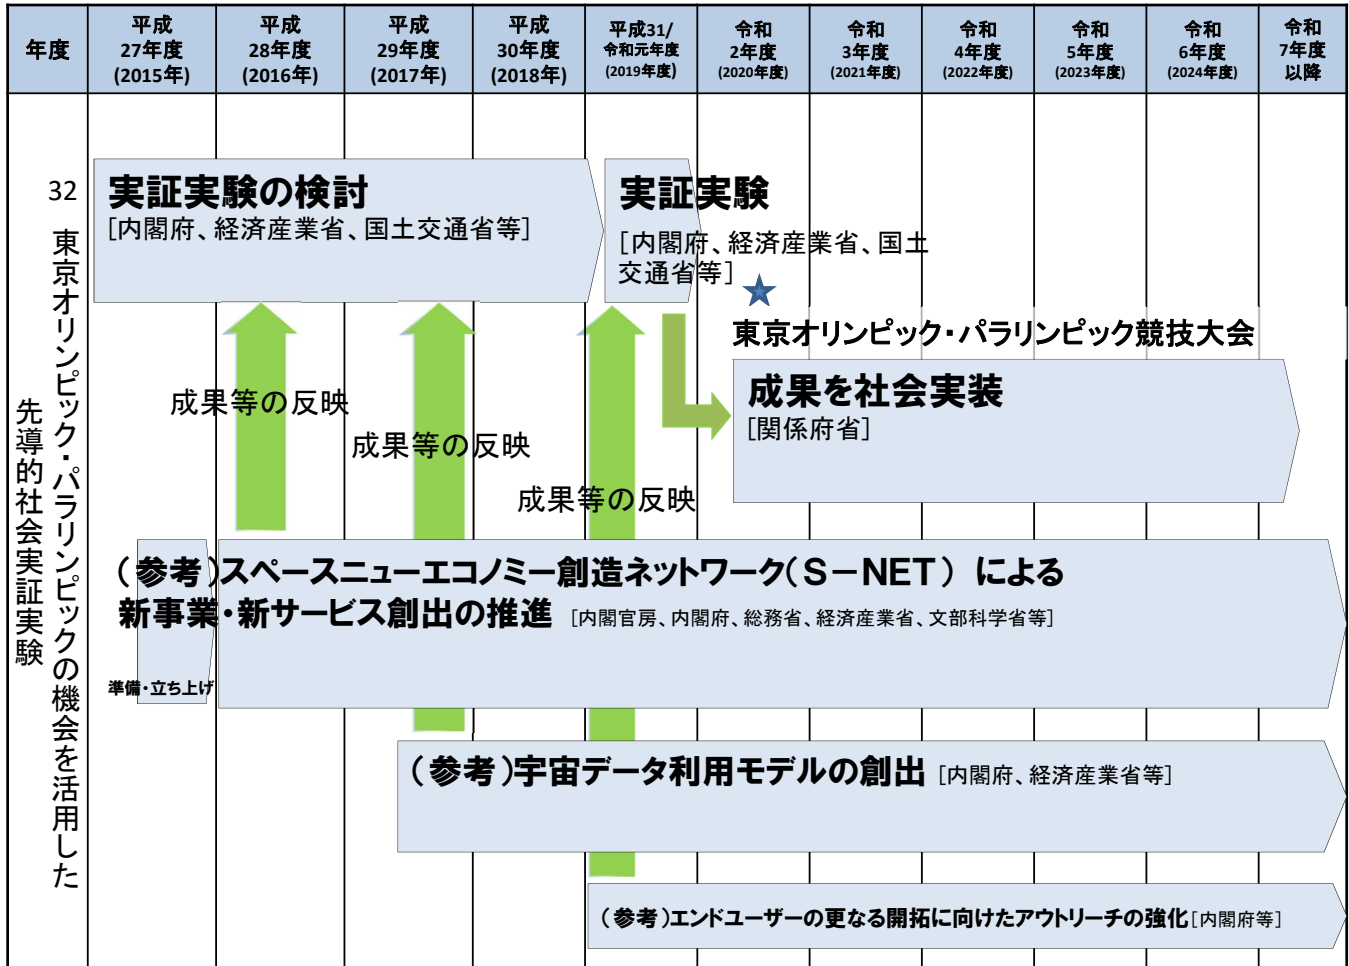 年度
平成
27年度
(2015年)
平成
28年度
(2016年)
平成
29年度
(2017年)
平成
30年度
(2018年)
平成31/
令和元年度
(2019年度)
令和
2年度
(2020年度)
令和
3年度
(2021年度)
令和
4年度
(2022年度)
令和
5年度
(2023年度)
令和
6年度
(2024年度)
令和
7年度
以降
32
東京オリンピック・パラリンピックの機会を活用した
先導的社会実証実験
実証実験の検討
[内閣府、経済産業省、国土交通省等]
実証実験
[内閣府、経済産業省、国土
交通省等]
東京オリンピック・パラリンピック競技大会
成果を社会実装
[関係府省]
成果等の反映
成果等の反映
成果等の反映
(参考)スペースニューエコノミー創造ネットワーク(S-NET) による
新事業・新サービス創出の推進 [内閣官房、内閣府、総務省、経済産業省、文部科学省等]
準備・立ち上げ
(参考)宇宙データ利用モデルの創出 [内閣府、経済産業省等]
(参考)エンドユーザーの更なる開拓に向けたアウトリーチの強化[内閣府等]